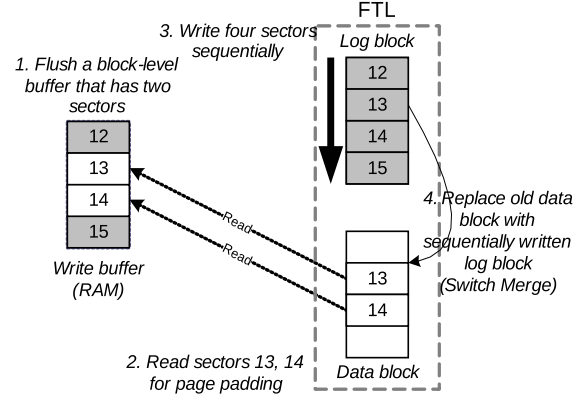 FTL
3. Write four sectors
sequentially
Log block
1. Flush a block-level
buffer that has two
sectors
12
13
14
15
12
13
14
15
Write buffer
(RAM)
Read
Read
4. Replace old data
block with
sequentially written
log block
(Switch Merge)
13
14
2. Read sectors 13, 14
for page padding
Data block